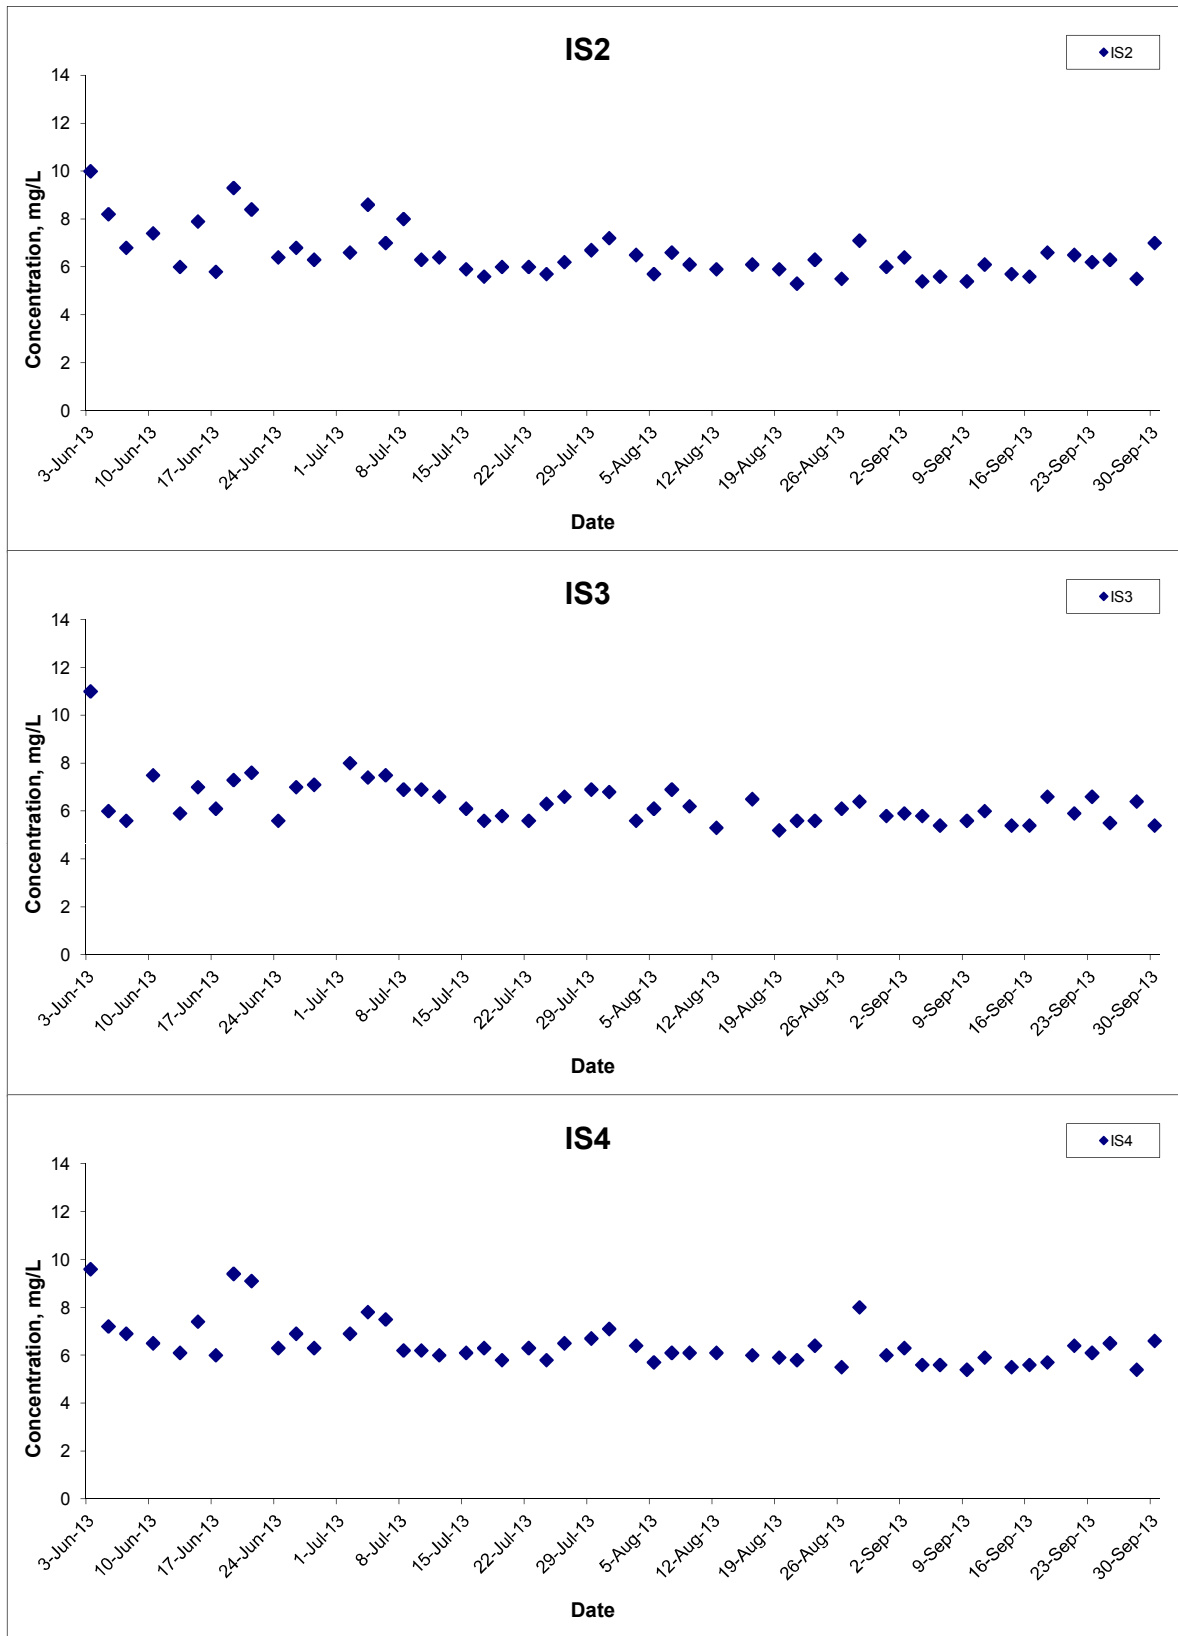 IS2
IS2
14
12
10
8
6
4
2
0
Concentration, mg/L
3-Jun-13
10-Jun-13
17-Jun-13
24-Jun-13
1-Jul-13
8-Jul-13
15-Jul-13
22-Jul-13
29-Jul-13
5-Aug-13
12-Aug-13
19-Aug-13
26-Aug-13
2-Sep-13
9-Sep-13
16-Sep-13
23-Sep-13
30-Sep-13
Date
IS3
IS3
14
12
10
8
6
4
2
0
Concentration, mg/L
3-Jun-13
10-Jun-13
17-Jun-13
24-Jun-13
1-Jul-13
8-Jul-13
15-Jul-13
22-Jul-13
29-Jul-13
5-Aug-13
12-Aug-13
19-Aug-13
26-Aug-13
2-Sep-13
9-Sep-13
16-Sep-13
23-Sep-13
30-Sep-13
Date
IS4
IS4
14
12
10
8
6
4
2
0
Concentration, mg/L
3-Jun-13
10-Jun-13
17-Jun-13
24-Jun-13
1-Jul-13
8-Jul-13
15-Jul-13
22-Jul-13
29-Jul-13
5-Aug-13
12-Aug-13
19-Aug-13
26-Aug-13
2-Sep-13
9-Sep-13
16-Sep-13
23-Sep-13
30-Sep-13
Date